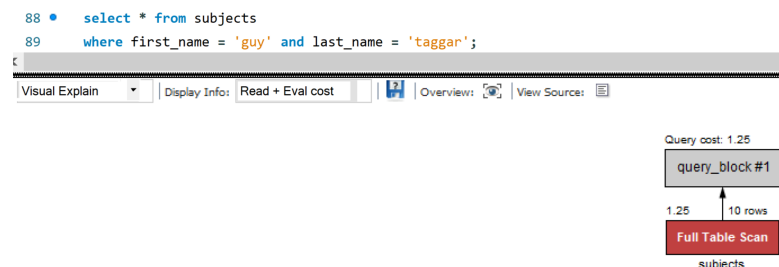 88 select * from subjects
89 where first_name = 'guy' and last_name = 'taggar';
Visual Explain Display Info: Read + Eval cost Overview: View Source:
Query cost: 1.25
query_block #1
1.25 10 rows
Full Table Scan
subjects